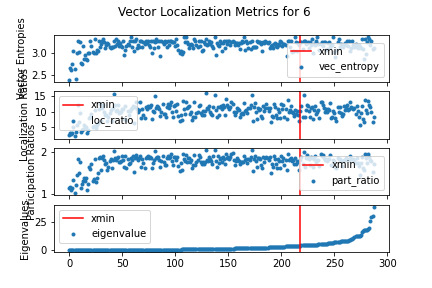 Vector Localization Metrics for 6
Vector Entropies
3.0
2.5
xmin
vec_entropy
Localization Ratios
15
10
5
xmin
loc_ratio
Participation Ratios
2
1
xmin
part_ratio
Eigenvalues
25
0
xmin
eigenvalue
0 50 100 150 200 250 300